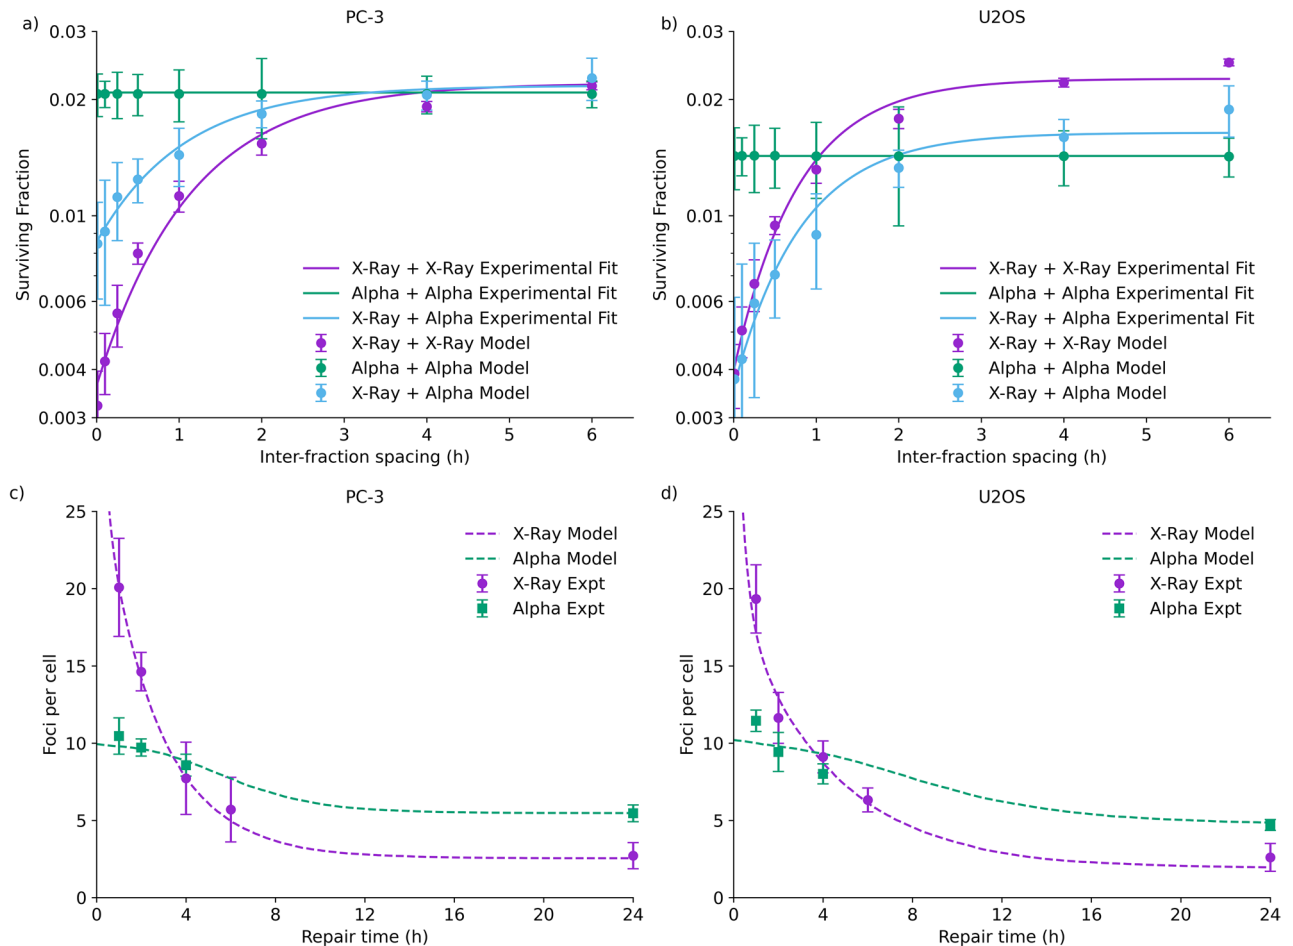 a)
PC-3
Surviving Fraction
0.03
0.02
0.01
0.006
0.004
0.003
X-Ray + X-Ray Experimental Fit
Alpha + Alpha Experimental Fit
X-Ray + Alpha Experimental Fit
X-Ray + X-Ray Model
Alpha + Alpha Model
X-Ray + Alpha Model
0 1 2 3 4 5 6
Inter-fraction spacing (h)
b)
U2OS
Surviving Fraction
0.03
0.02
0.01
0.006
0.004
0.003
X-Ray + X-Ray Experimental Fit
Alpha + Alpha Experimental Fit
X-Ray + Alpha Experimental Fit
X-Ray + X-Ray Model
Alpha + Alpha Model
X-Ray + Alpha Model
0 1 2 3 4 5 6
Inter-fraction spacing (h)
c)
PC-3
Foci per cell
25
20
15
10
5
0
X-Ray Model
Alpha Model
X-Ray Expt
Alpha Expt
0 4 8 12 16 20 24
Repair time (h)
d)
U2OS
Foci per cell
25
20
15
10
5
0
X-Ray Model
Alpha Model
X-Ray Expt
Alpha Expt
0 4 8 12 16 20 24
Repair time (h)